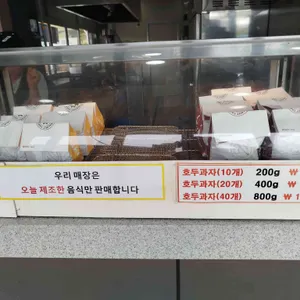 우리 매장은
오늘 제조한 음식만 판매합니다
호두과자(10개) 200g ₩
호두과자(20개) 400g ₩
호두과자(40개) 800g ₩ 1